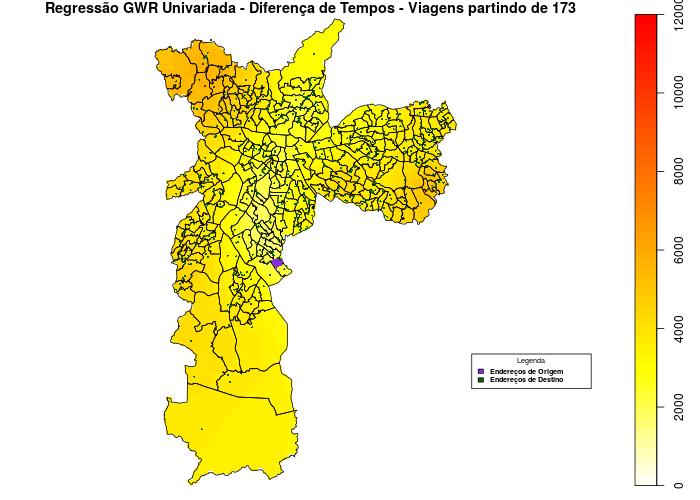 Regressão GWR Univariada - Diferença de Tempos - Viagens partindo de 173
12000
10000
8000
6000
4000
2000
0
Legenda
Endereços de Origem
Endereços de Destino